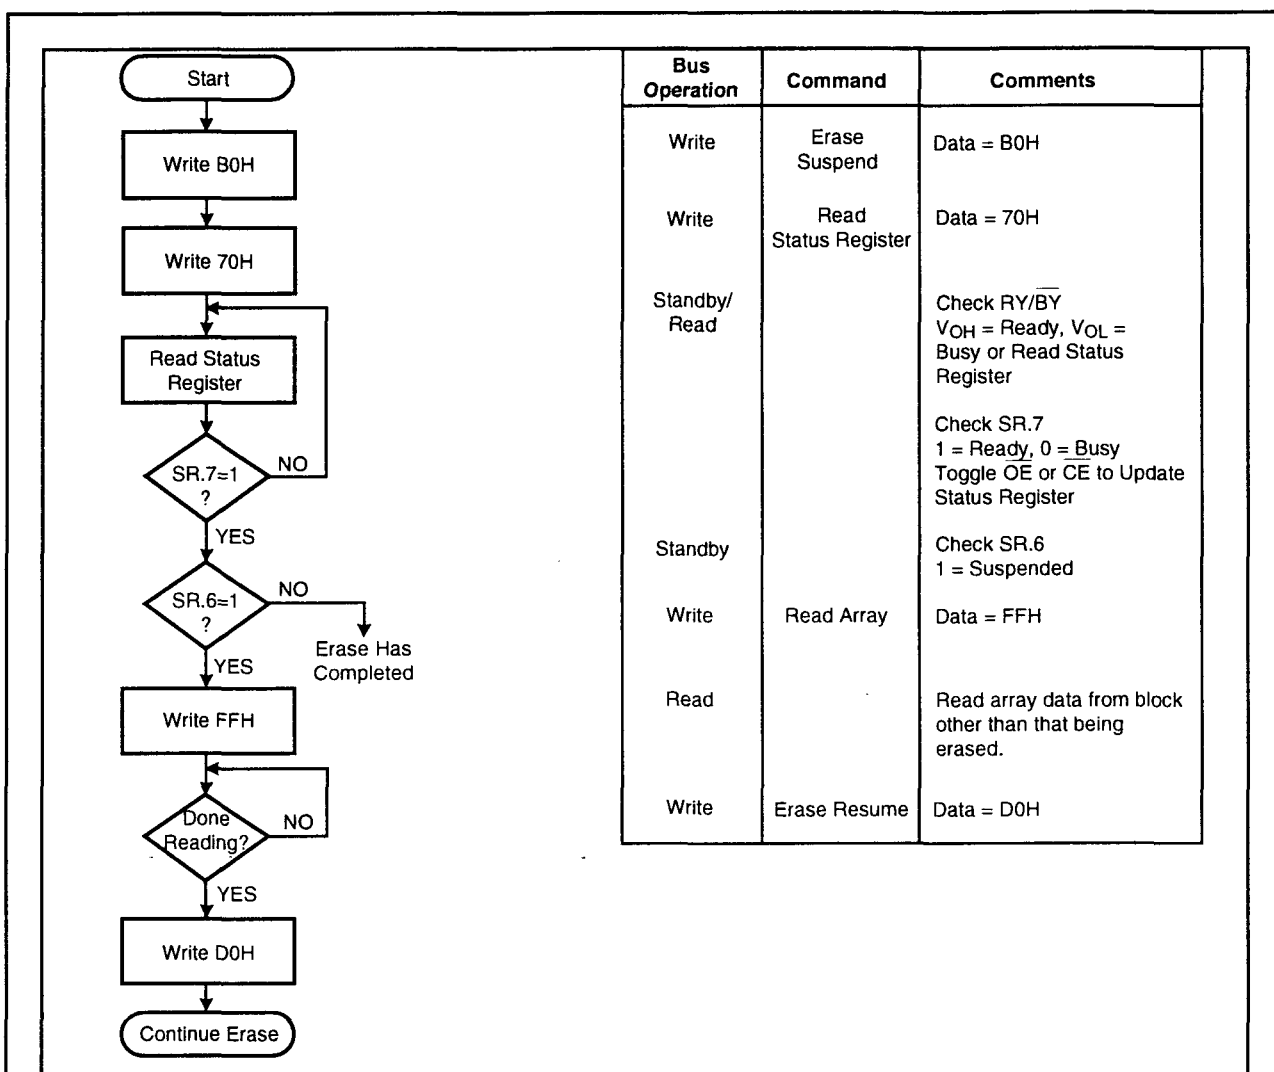 Start
Write B0H
Write 70H
Read Status
Register
SR.7=1
?
NO
YES
SR.6=1
?
NO
Erase Has
Completed
YES
Write FFH
Done
Reading?
NO
YES
Write D0H
Continue Erase
Bus
Operation
Command
Comments
Write
Erase
Suspend
Data = B0H
Write
Read
Status Register
Data = 70H
Standby/
Read
Check RY/B̅Y̅
VOH = Ready, VOL =
Busy or Read Status
Register
Check SR.7
1 = Ready, 0 = Busy
Toggle O̅E̅ or C̅E̅ to Update
Status Register
Standby
Check SR.6
1 = Suspended
Write
Read Array
Data = FFH
Read
Read array data from block
other than that being
erased.
Write
Erase Resume
Data = D0H